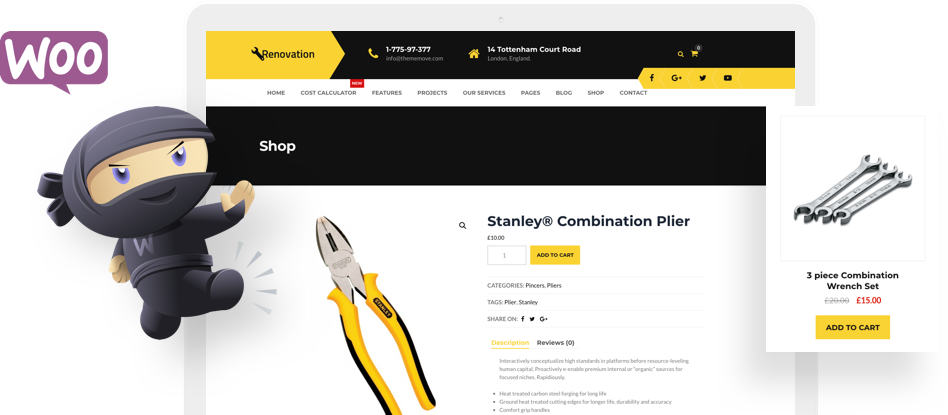 WOO
Renovation
1-775-97-377
info@thememove.com
14 Tottenham Court Road
London, England.
0
NEW
HOME COST CALCULATOR FEATURES PROJECTS OUR SERVICES PAGES BLOG SHOP CONTACT
Shop
W
STANLEY
STANLEY
Stanley® Combination Plier
£10.00
1
ADD TO CART
CATEGORIES: Pincers, Pliers
TAGS: Plier, Stanley
SHARE ON:
Description Reviews (0)
Interactively conceptualize high standards in platforms before resource-leveling
human capital. Proactively e-enable premium internal or "organic" sources for
focused niches. Rapidiously.
Heat treated carbon steel forging for long life
Ground heat treated cutting edges for longer life, durability and accuracy
Comfort grip handles
3 piece Combination
Wrench Set
£20.00 £15.00
ADD TO CART